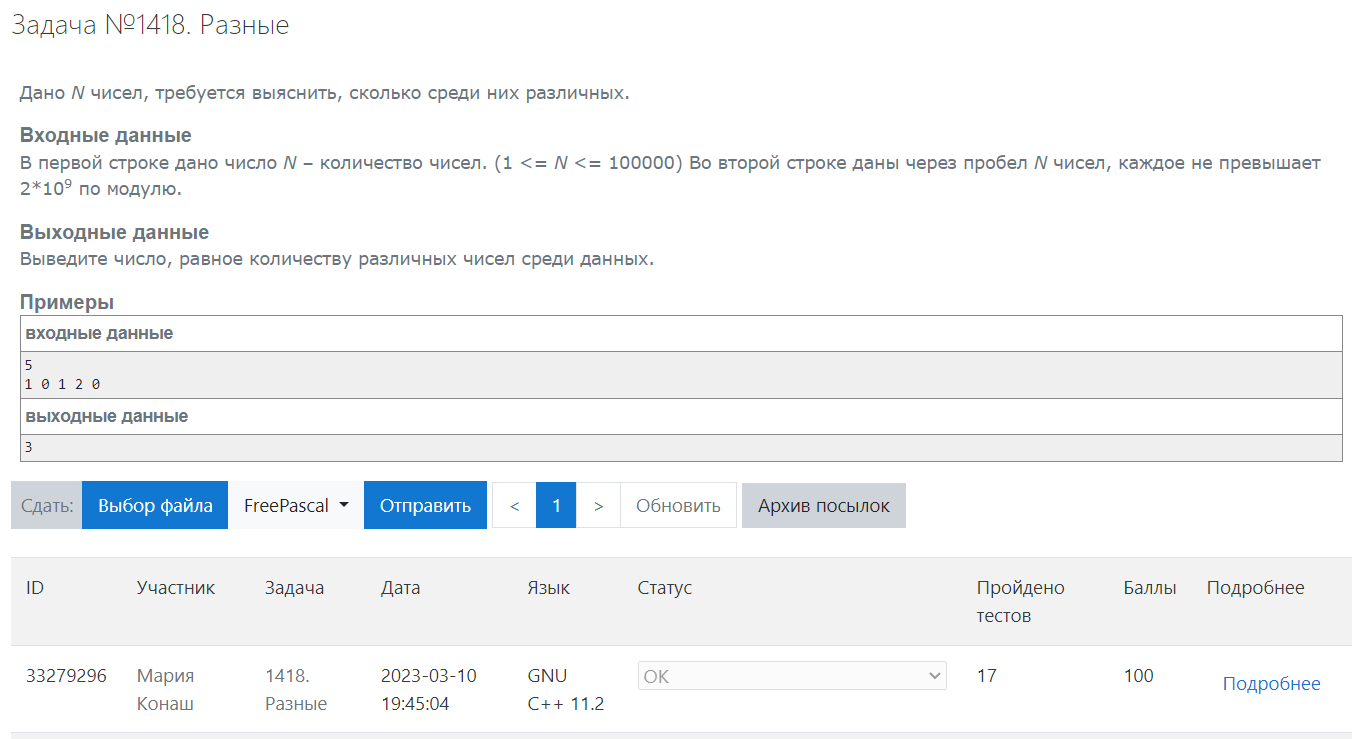 Задача №1418. Разные
Дано N чисел, требуется выяснить, сколько среди них различных.
Входные данные
В первой строке дано число N – количество чисел. (1 <= N <= 100000) Во второй строке даны через пробел N чисел, каждое не превышает
2*10⁹ по модулю.
Выходные данные
Выведите число, равное количеству различных чисел среди данных.
Примеры
входные данные
5
1 0 1 2 0
выходные данные
3
Сдать: Выбор файла FreePascal Отправить < 1 > Обновить Архив посылок
ID Участник Задача Дата Язык Статус Пройдено Баллы Подробнее
тестов
33279296 Мария 1418. 2023-03-10 GNU OK 17 100 Подробнее
Конаш Разные 19:45:04 C++ 11.2